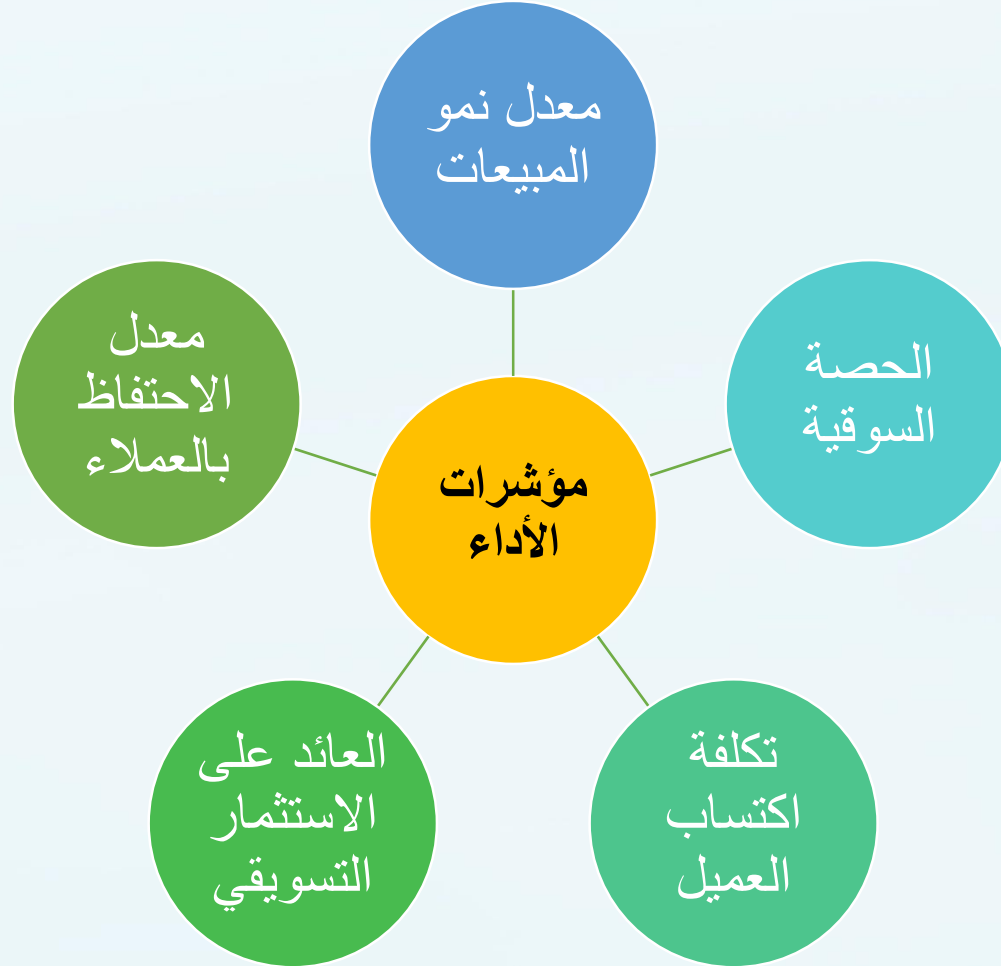 معدل نمو
المبيعات
الحصة
السوقية
تكلفة
اكتساب
العميل
العائد على
الاستثمار
التسويقي
معدل
الاحتفاظ
بالعملاء
مؤشرات
الأداء